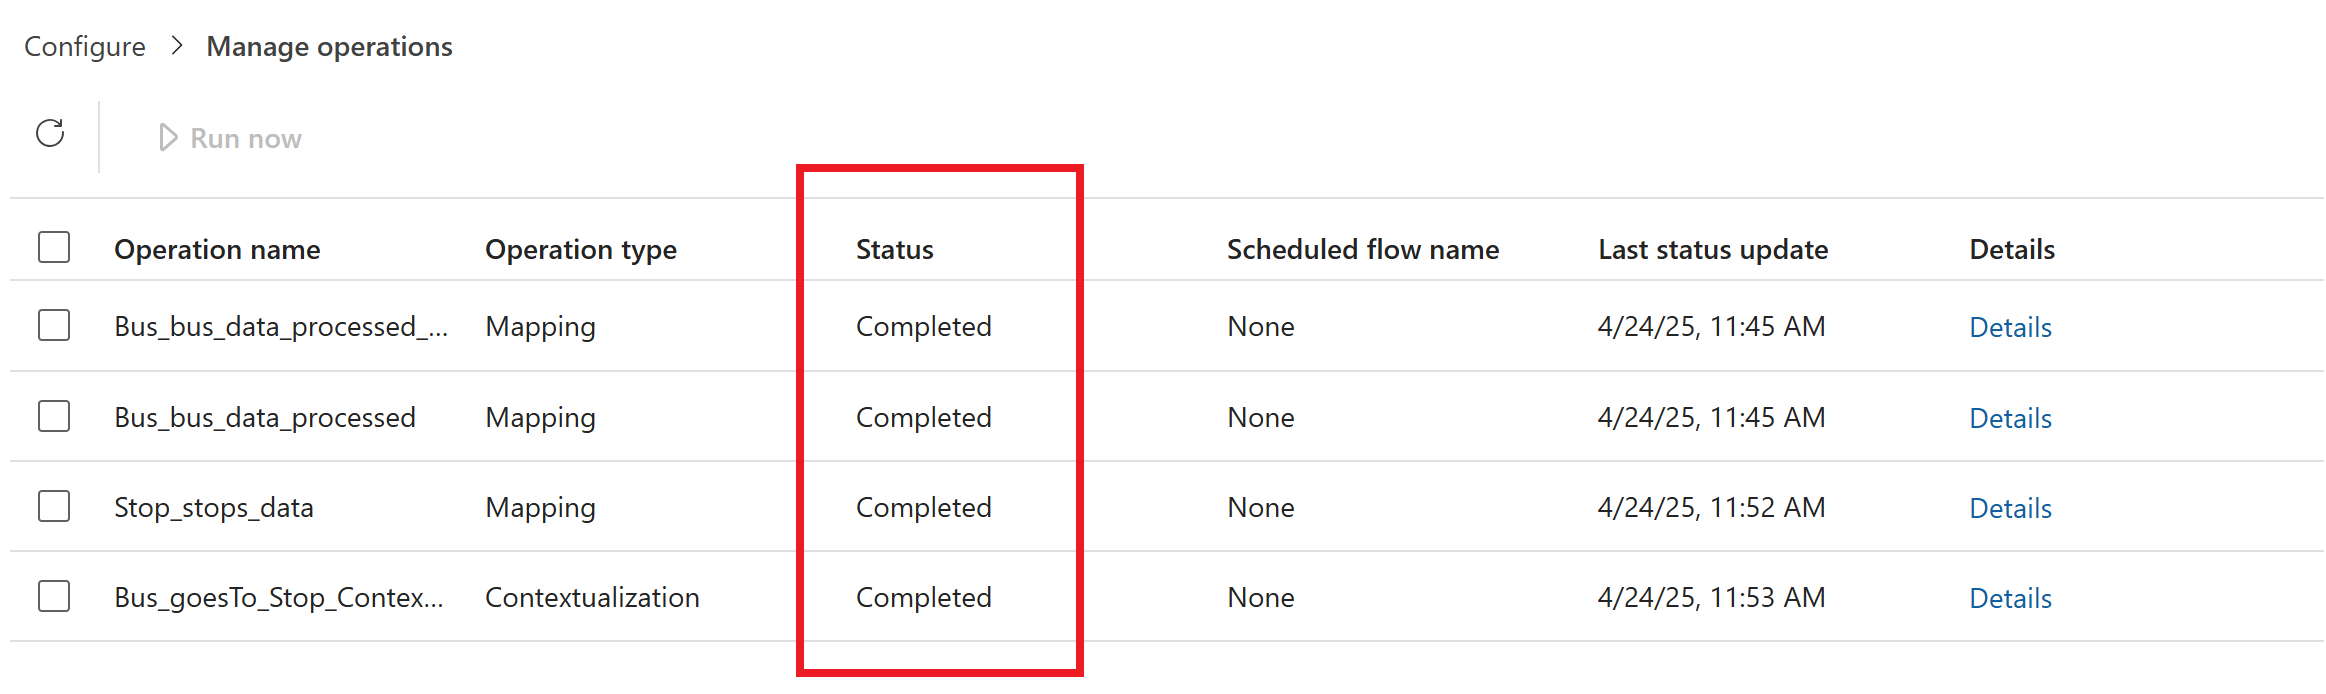 Configure > Manage operations
Run now
Operation name Operation type Status Scheduled flow name Last status update Details
Bus_bus_data_processed_... Mapping Completed None 4/24/25, 11:45 AM Details
Bus_bus_data_processed Mapping Completed None 4/24/25, 11:45 AM Details
Stop_stops_data Mapping Completed None 4/24/25, 11:52 AM Details
Bus_goesTo_Stop_Contex... Contextualization Completed None 4/24/25, 11:53 AM Details